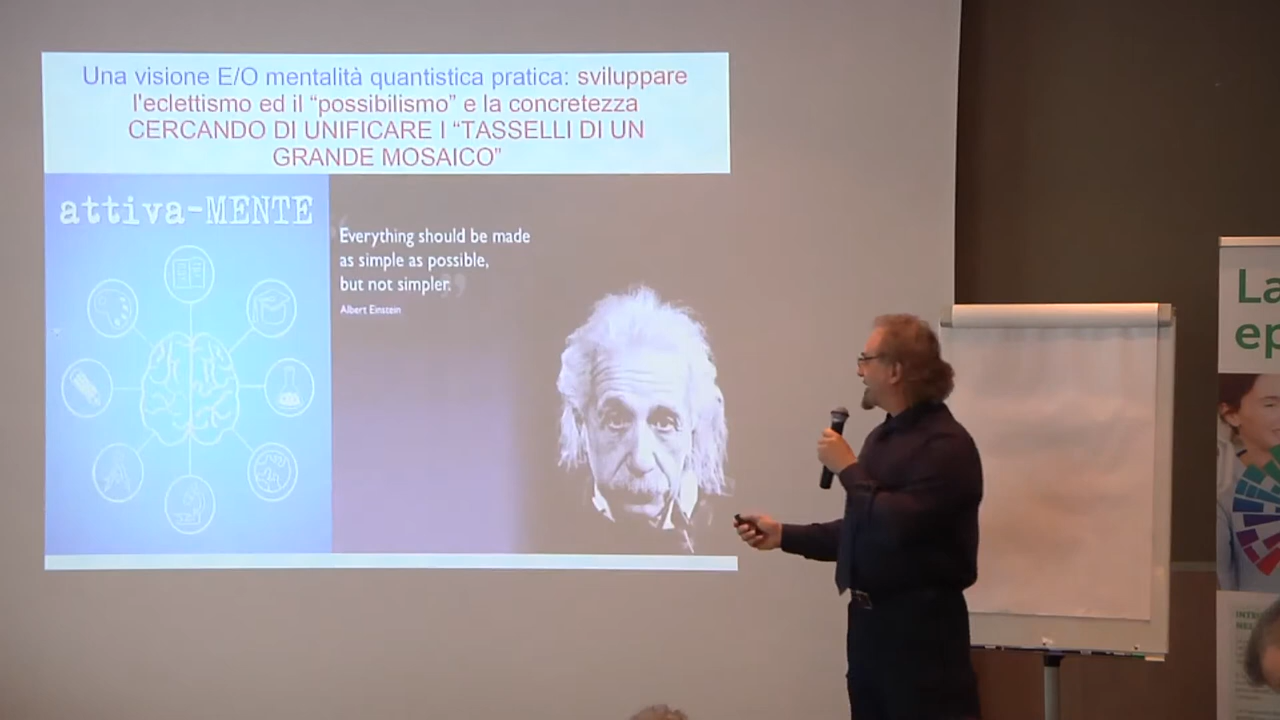 Una visione E/O mentalità quantistica pratica: sviluppare
l'eclettismo ed il “possibilismo” e la concretezza
CERCANDO DI UNIFICARE I “TASSELLI DI UN
GRANDE MOSAICO”
attiva-MENTE
Everything should be made
as simple as possible,
but not simpler.
Albert Einstein
La
ep